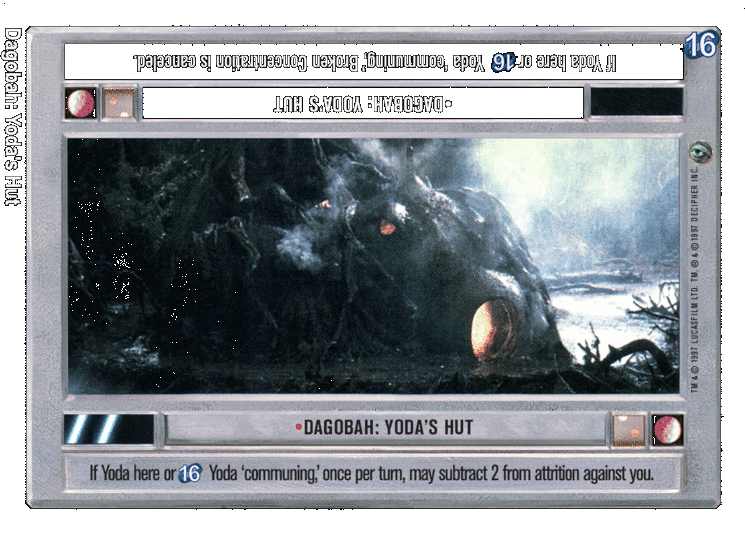 16
If Yoda here or 16 Yoda 'communing,' Broken Concentration is canceled.
•DAGOBAH: YODA'S HUT
Dagobah: Yoda's Hut
TM & © 1997 LUCASFILM LTD. TM. ® & © 1997 DECIPHER INC.
•DAGOBAH: YODA'S HUT
If Yoda here or 16 Yoda 'communing,' once per turn, may subtract 2 from attrition against you.